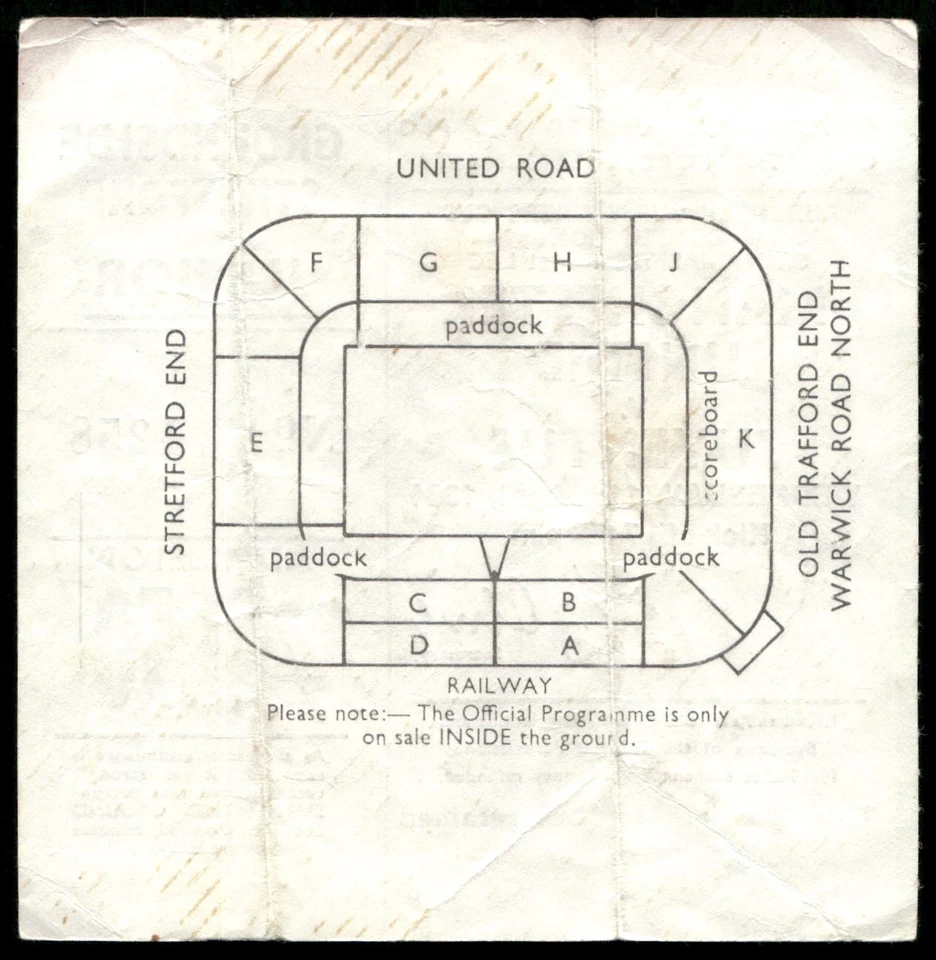 UNITED ROAD
F G H J
paddock
STRETFORD END
E
scoreboard
K
OLD TRAFFORD END
WARWICK ROAD NORTH
paddock
paddock
C B
D A
RAILWAY
Please note:— The Official Programme is only
on sale INSIDE the ground.